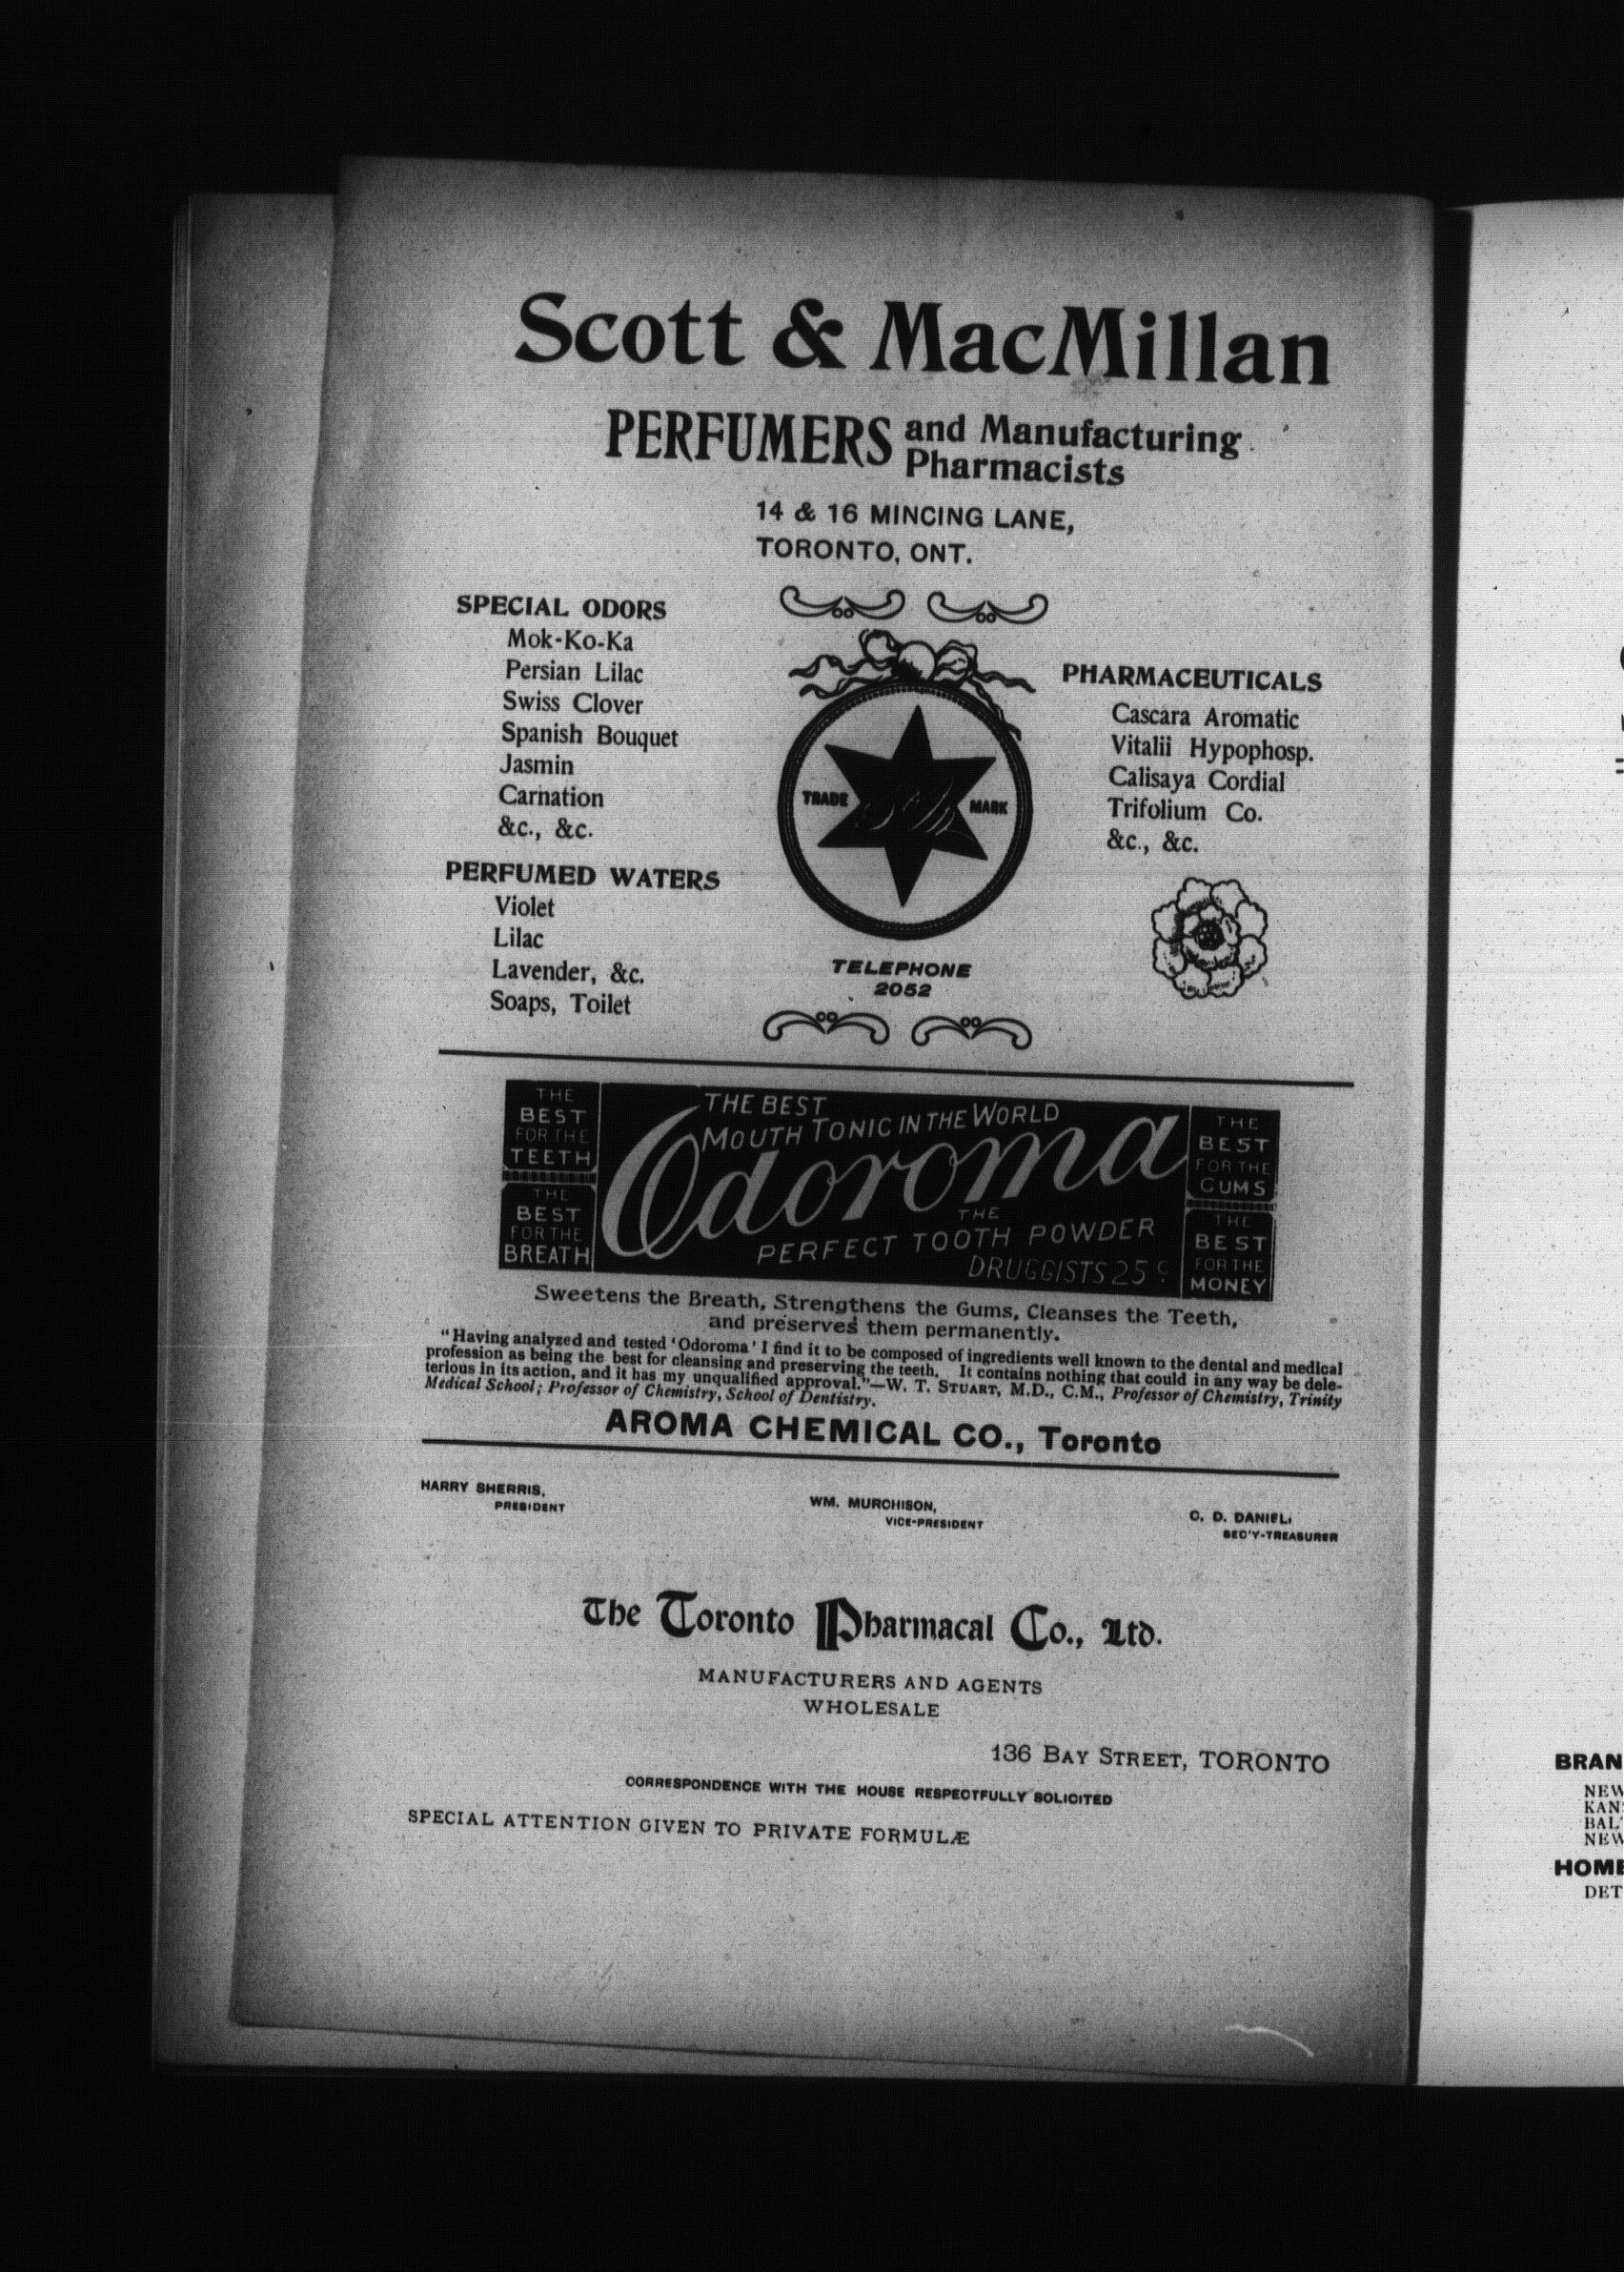 Scott & MacMillan
PERFUMERS and Manufacturing
Pharmacists
14 & 16 MINCING LANE,
TORONTO, ONT.
SPECIAL ODORS
Mok-Ko-Ka
Persian Lilac
Swiss Clover
Spanish Bouquet
Jasmin
Carnation
&c., &c.
PERFUMED WATERS
Violet
Lilac
Lavender, &c.
Soaps, Toilet
TRADE MARK
TELEPHONE
2052
PHARMACEUTICALS
Cascara Aromatic
Vitalii Hypophosp.
Calisaya Cordial
Trifolium Co.
&c., &c.
THE
BEST
FOR THE
TEETH
THE
BEST
FOR THE
BREATH
THE BEST
MOUTH TONIC IN THE WORLD
Odoroma
THE
PERFECT TOOTH POWDER
DRUGGISTS 25c
THE
BEST
FOR THE
GUMS
THE
BEST
FOR THE
MONEY
Sweetens the Breath, Strengthens the Gums, Cleanses the Teeth,
and preserves them permanently.
"Having analyzed and tested 'Odoroma' I find it to be composed of ingredients well known to the dental and medical
profession as being the best for cleansing and preserving the teeth. It contains nothing that could in any way be dele-
terious in its action, and it has my unqualified approval."—W. T. STUART, M.D., C.M., Professor of Chemistry, Trinity
Medical School; Professor of Chemistry, School of Dentistry.
AROMA CHEMICAL CO., Toronto
HARRY SHERRIS,
PRESIDENT
WM. MURCHISON,
VICE-PRESIDENT
C. D. DANIEL,
SEC'Y-TREASURER
The Toronto Pharmacal Co., Ltd.
MANUFACTURERS AND AGENTS
WHOLESALE
136 BAY STREET, TORONTO
CORRESPONDENCE WITH THE HOUSE RESPECTFULLY SOLICITED
SPECIAL ATTENTION GIVEN TO PRIVATE FORMULÆ
BRAN
NEW
KAN
BAL
NEW
HOME
DET